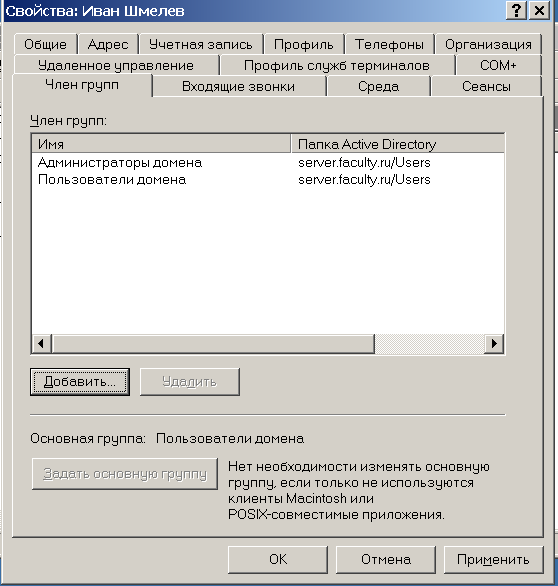 Свойства: Иван Шмелев
Общие Адрес Учетная запись Профиль Телефоны Организация
Удаленное управление Профиль служб терминалов COM+
Член групп Входящие звонки Среда Сеансы
Член групп:
Имя Папка Active Directory
Администраторы домена server.faculty.ru/Users
Пользователи домена server.faculty.ru/Users
Добавить... Удалить
Основная группа: Пользователи домена
Задать основную группу
Нет необходимости изменять основную
группу, если только не используются
клиенты Macintosh или
POSIX-совместимые приложения.
OK Отмена Применить